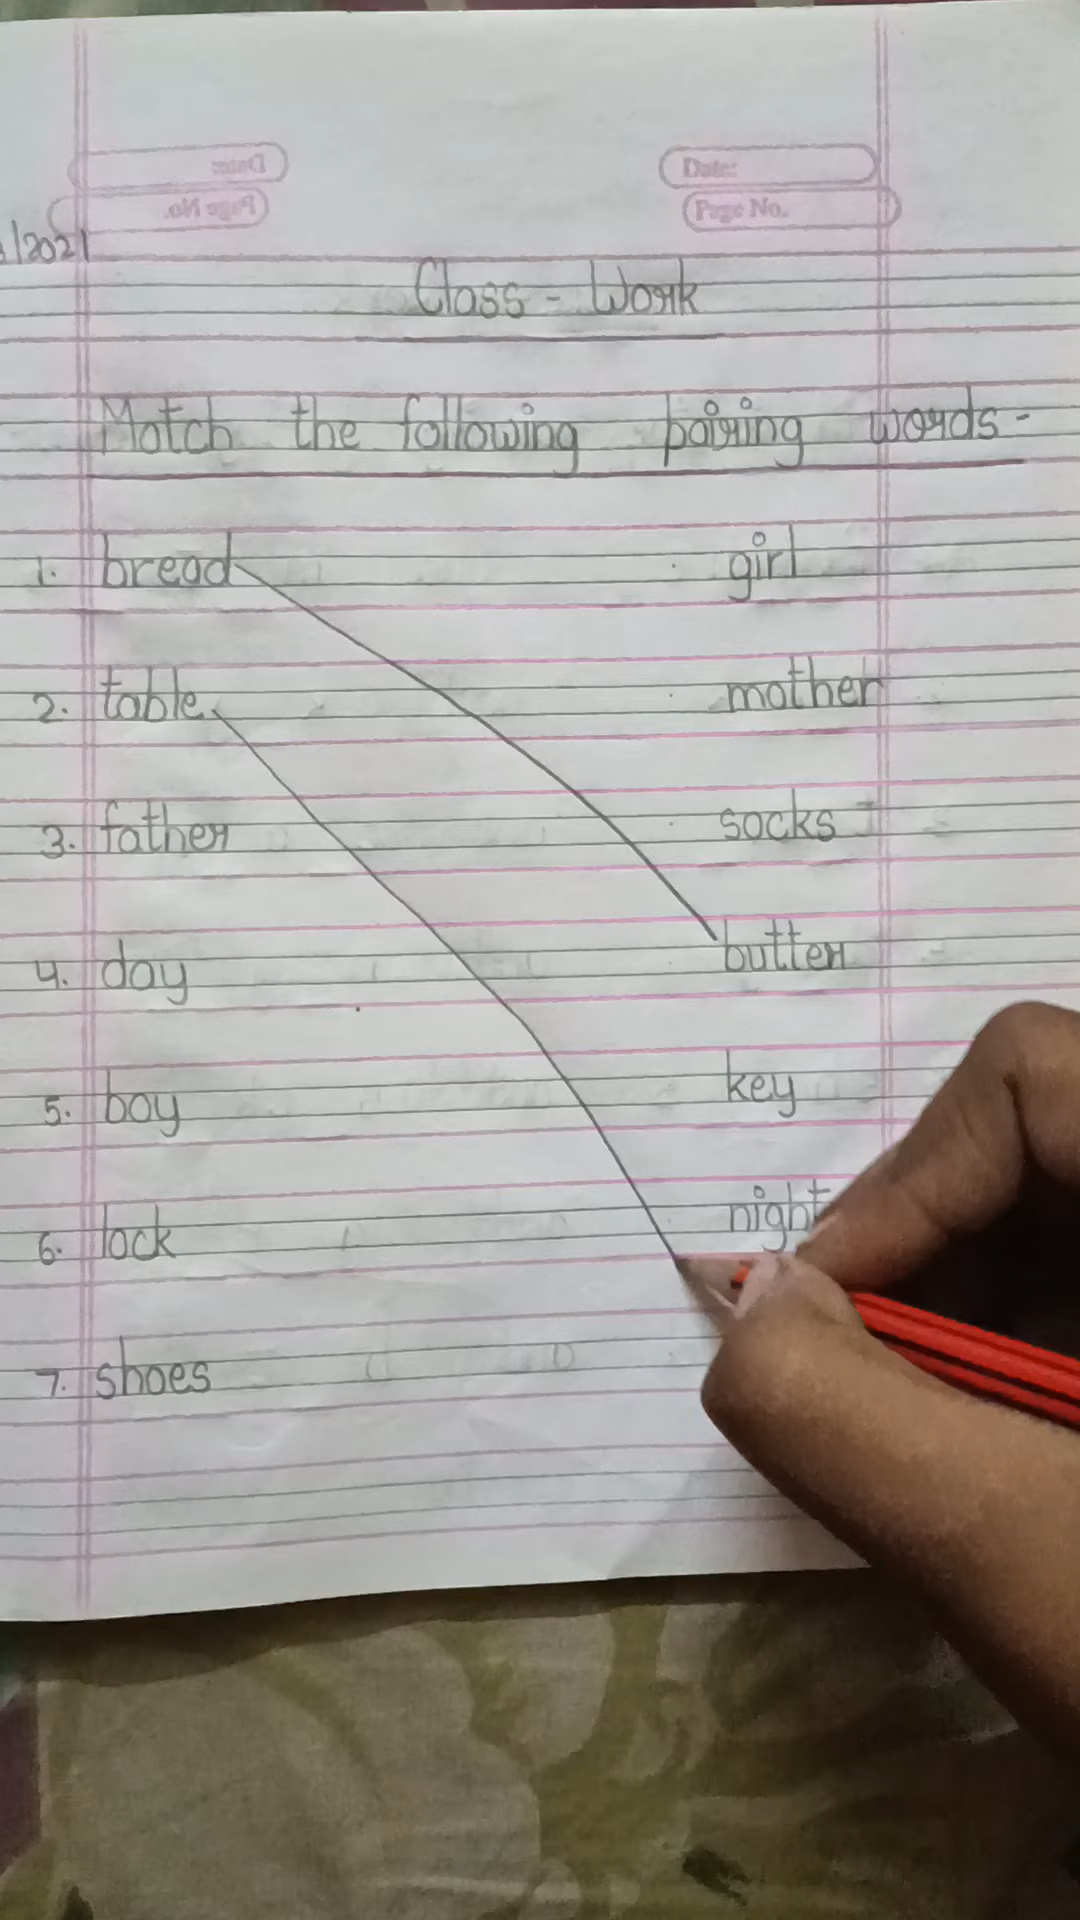 Date:
Page No.
/2021
Class - Work
Match the following pairing words -
1. bread girl
2. table mother
3. father socks
4. day butter
5. boy key
6. lock night
7. shoes